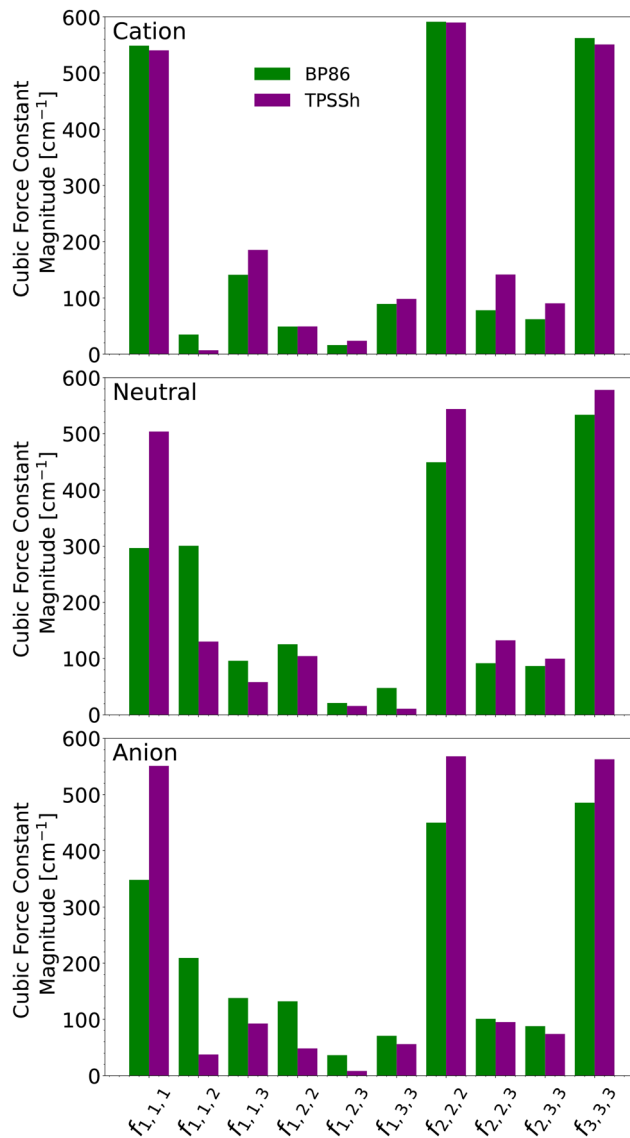 Cation
BP86
TPSSh
Cubic Force Constant
Magnitude [cm⁻¹]
600
500
400
300
200
100
0
Neutral
Cubic Force Constant
Magnitude [cm⁻¹]
600
500
400
300
200
100
0
Anion
Cubic Force Constant
Magnitude [cm⁻¹]
600
500
400
300
200
100
0
f1, 1, 1 f1, 1, 2 f1, 1, 3 f1, 2, 2 f1, 2, 3 f1, 3, 3 f2, 2, 2 f2, 2, 3 f2, 3, 3 f3, 3, 3